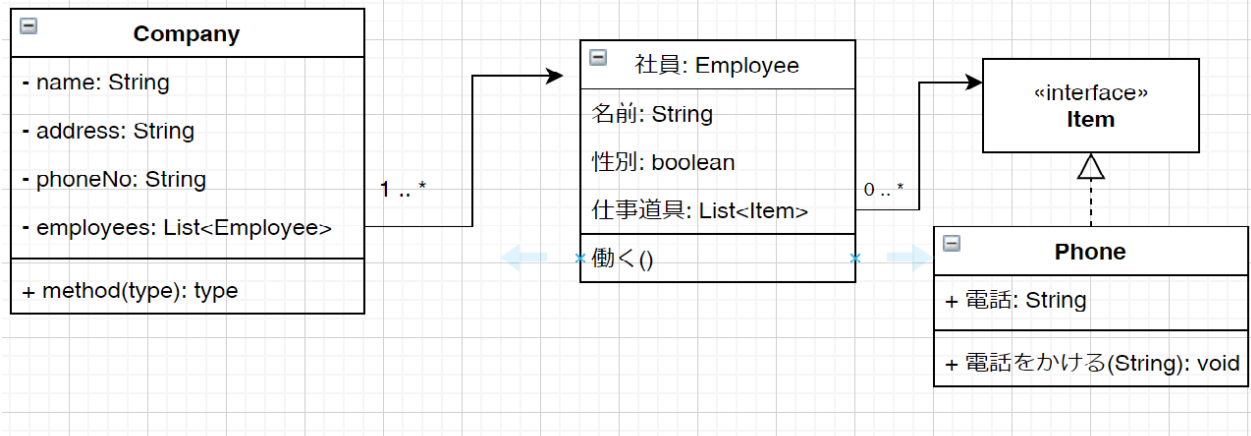 Company
- name: String
- address: String
- phoneNo: String
- employees: List<Employee>
+ method(type): type
1 .. *
社員: Employee
名前: String
性別: boolean
仕事道具: List<Item>
働く()
0 .. *
«interface»
Item
Phone
+ 電話: String
+ 電話をかける(String): void